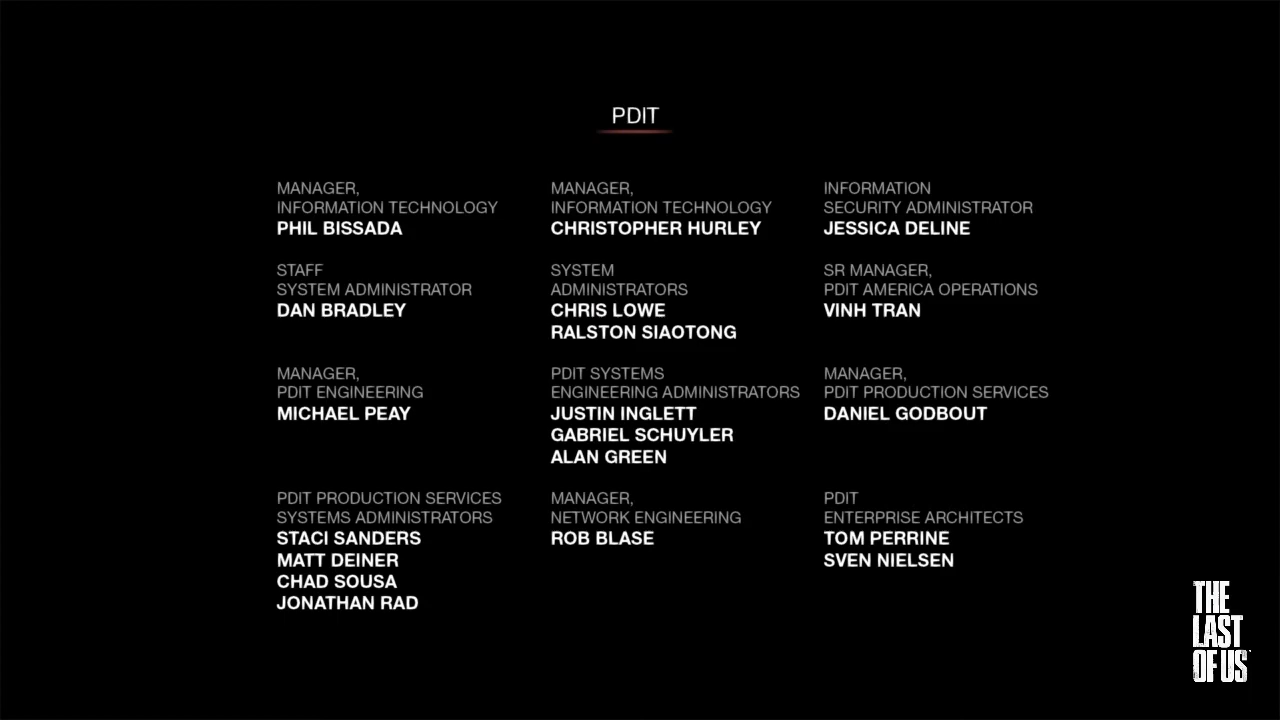 PDIT
MANAGER,
INFORMATION TECHNOLOGY
PHIL BISSADA
MANAGER,
INFORMATION TECHNOLOGY
CHRISTOPHER HURLEY
INFORMATION
SECURITY ADMINISTRATOR
JESSICA DELINE
STAFF
SYSTEM ADMINISTRATOR
DAN BRADLEY
SYSTEM
ADMINISTRATORS
CHRIS LOWE
RALSTON SIAOTONG
SR MANAGER,
PDIT AMERICA OPERATIONS
VINH TRAN
MANAGER,
PDIT ENGINEERING
MICHAEL PEAY
PDIT SYSTEMS
ENGINEERING ADMINISTRATORS
JUSTIN INGLETT
GABRIEL SCHUYLER
ALAN GREEN
MANAGER,
PDIT PRODUCTION SERVICES
DANIEL GODBOUT
PDIT PRODUCTION SERVICES
SYSTEMS ADMINISTRATORS
STACI SANDERS
MATT DEINER
CHAD SOUSA
JONATHAN RAD
MANAGER,
NETWORK ENGINEERING
ROB BLASE
PDIT
ENTERPRISE ARCHITECTS
TOM PERRINE
SVEN NIELSEN
THE
LAST
OF US